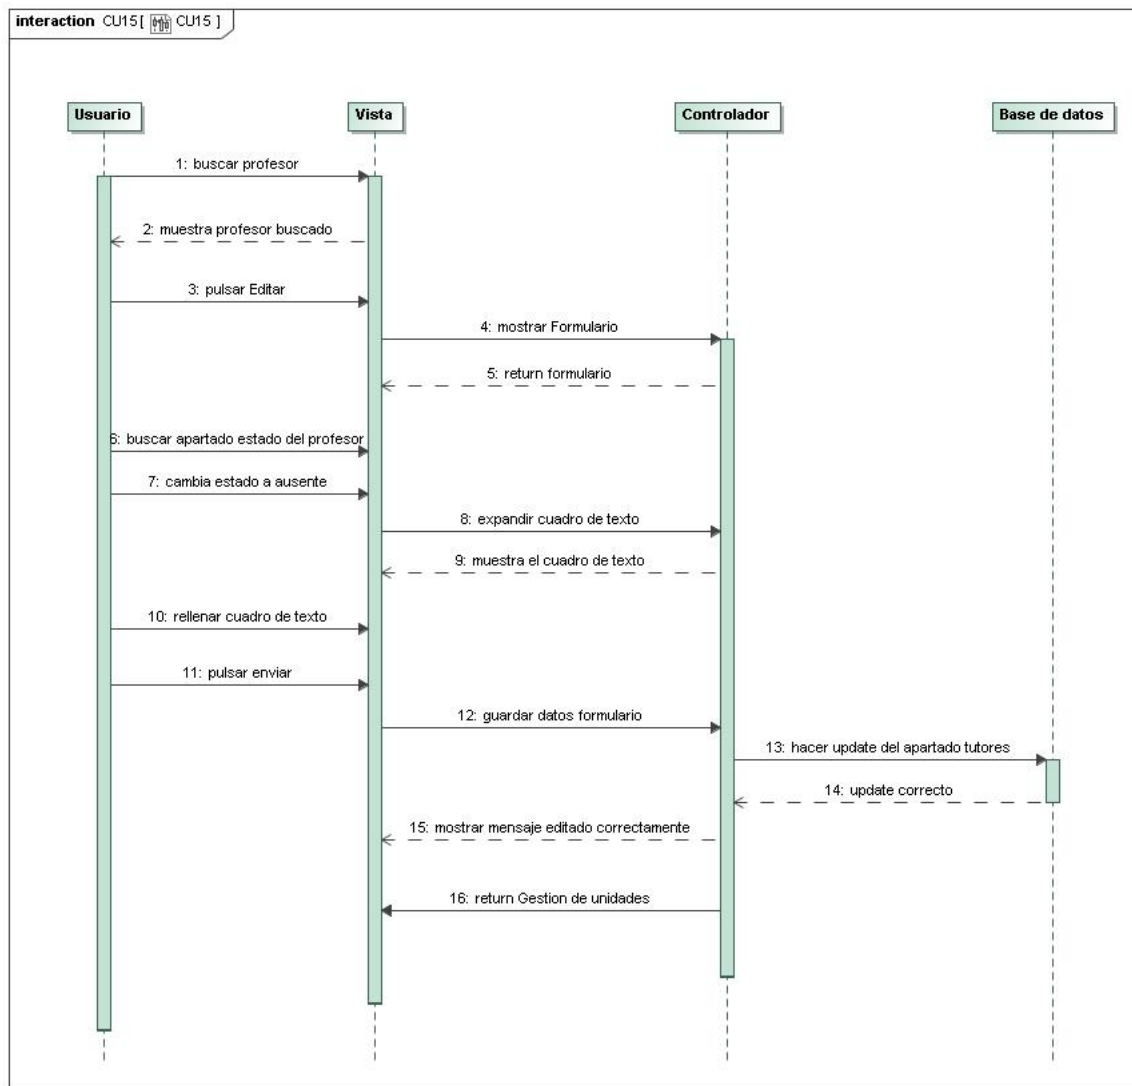 interaction CU15[ CU15 ]
Usuario
Vista
Controlador
Base de datos
1: buscar profesor
2: muestra profesor buscado
3: pulsar Editar
4: mostrar Formulario
5: return formulario
6: buscar apartado estado del profesor
7: cambia estado a ausente
8: expandir cuadro de texto
9: muestra el cuadro de texto
10: rellenar cuadro de texto
11: pulsar enviar
12: guardar datos formulario
13: hacer update del apartado tutores
14: update correcto
15: mostrar mensaje editado correctamente
16: return Gestion de unidades